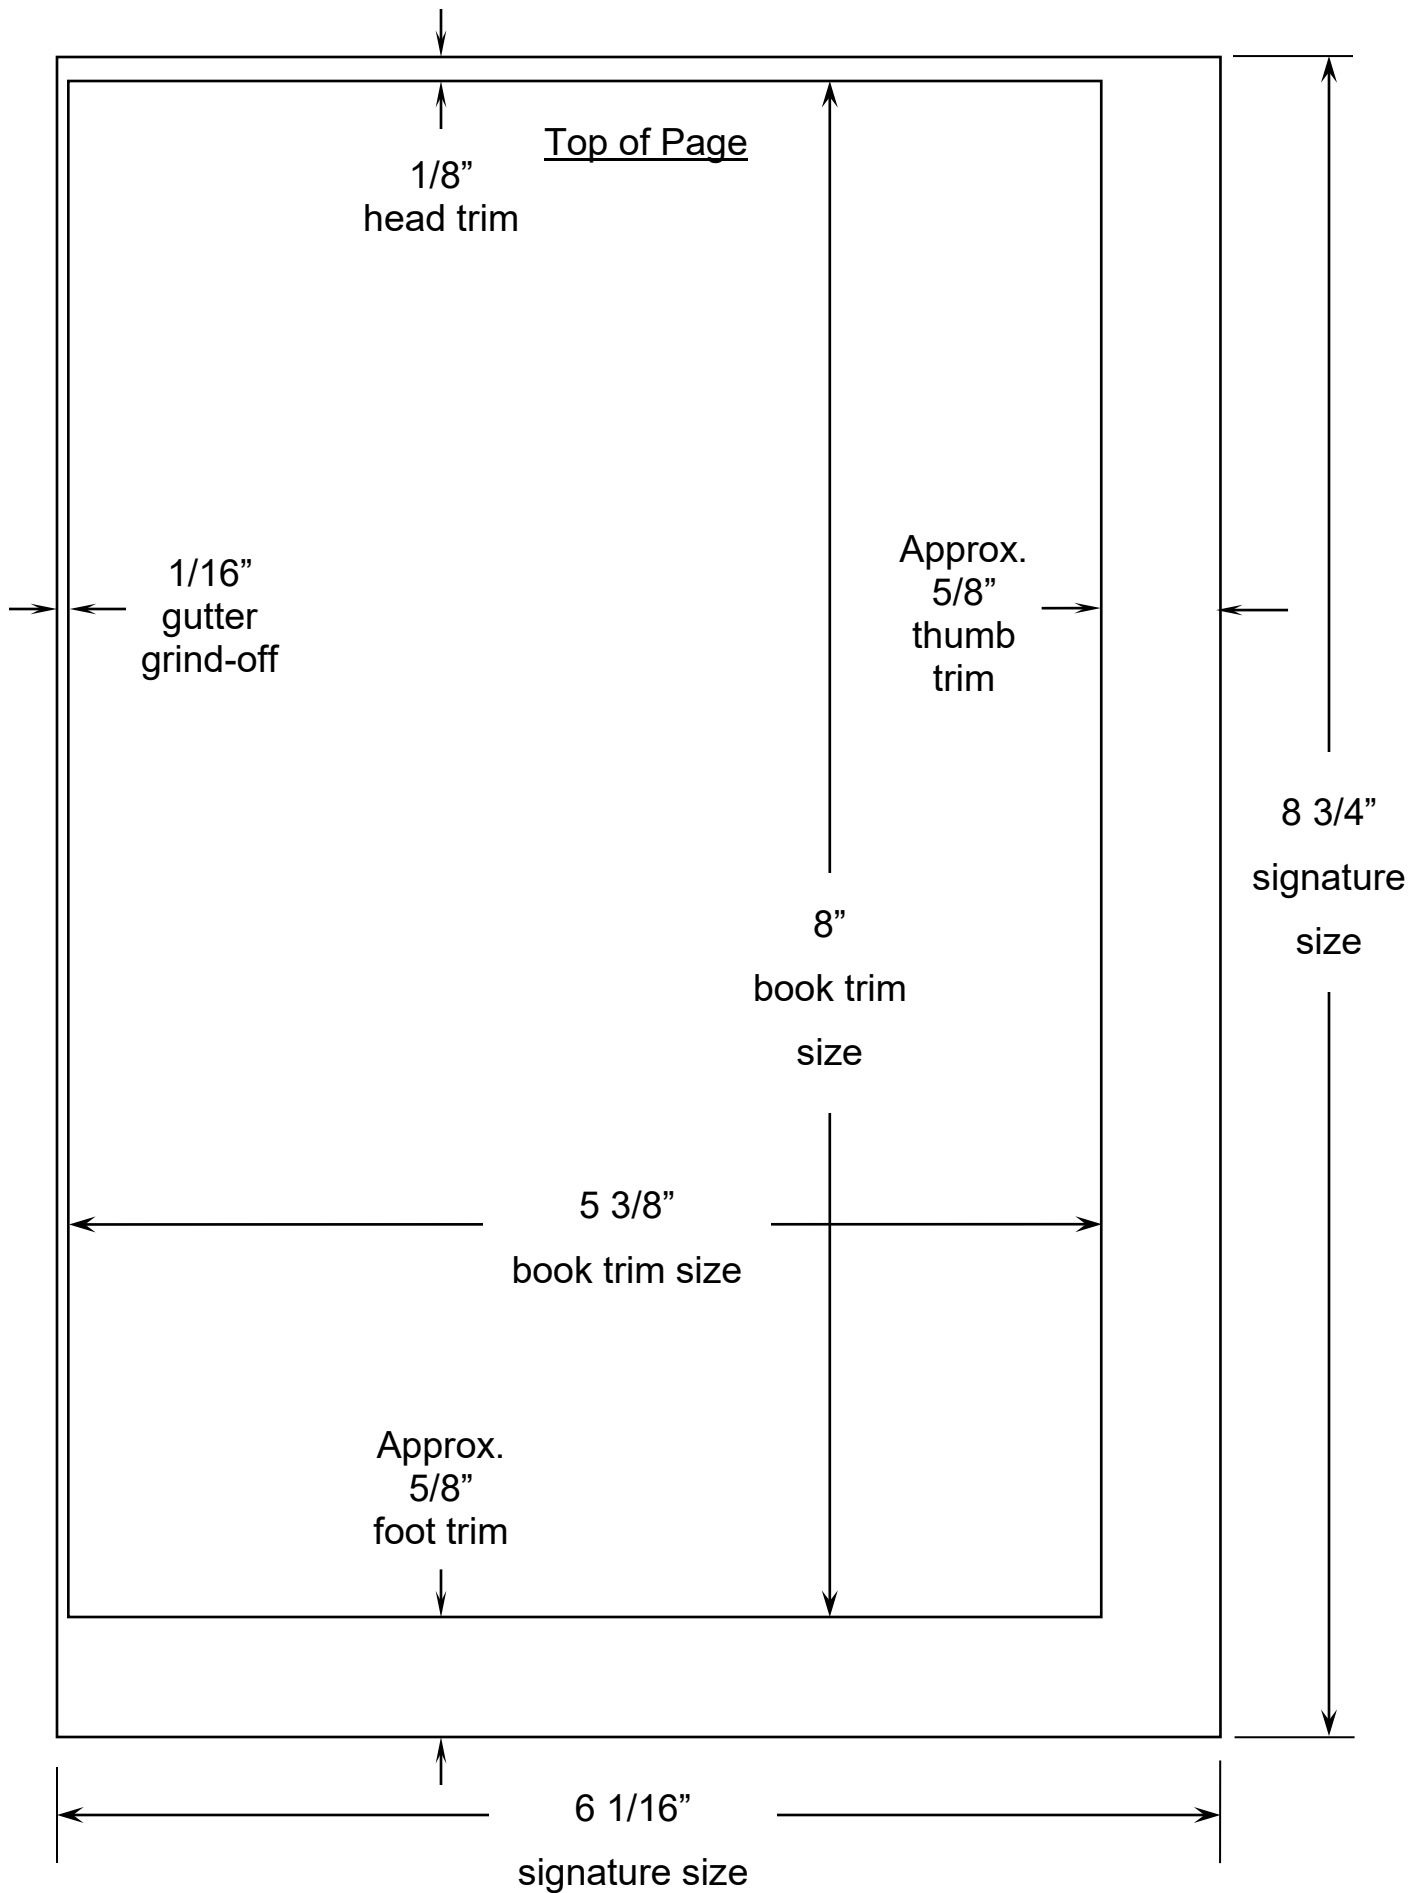 Top of Page
1/8”
head trim
1/16”
gutter
grind-off
Approx.
5/8”
thumb
trim
8 3/4”
signature
size
8”
book trim
size
5 3/8”
book trim size
Approx.
5/8”
foot trim
6 1/16”
signature size